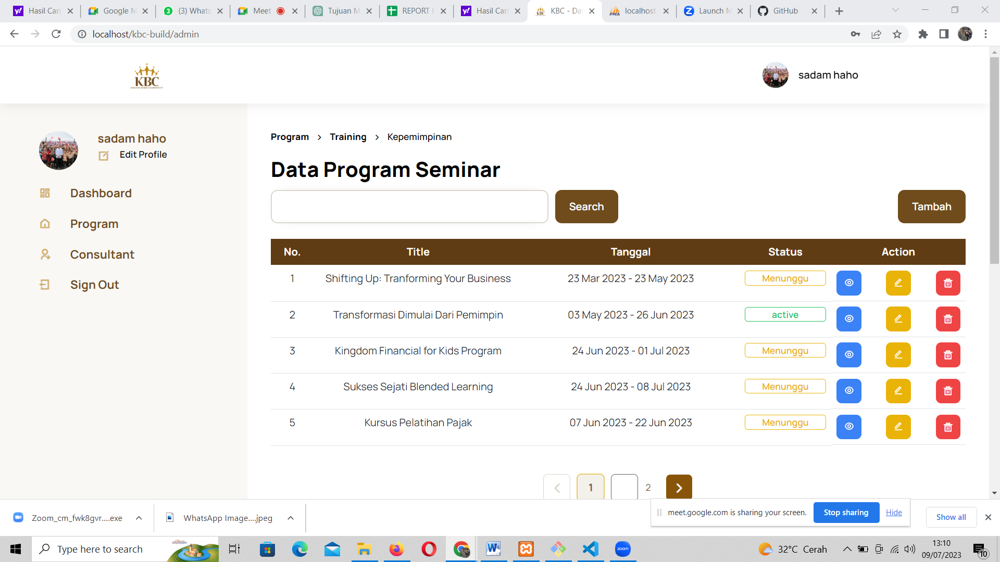 Hasil Cari
Google M
(3) Whats
Meet
Tujuan M
REPORT H
Hasil Cari
KBC - Das
localhost
Launch M
GitHub
localhost/kbc-build/admin
KBC
sadam haho
sadam haho
Edit Profile
Dashboard
Program
Consultant
Sign Out
Program > Training > Kepemimpinan
Data Program Seminar
Search
Tambah
No. Title Tanggal Status Action
1 Shifting Up: Tranforming Your Business 23 Mar 2023 - 23 May 2023 Menunggu
2 Transformasi Dimulai Dari Pemimpin 03 May 2023 - 26 Jun 2023 active
3 Kingdom Financial for Kids Program 24 Jun 2023 - 01 Jul 2023 Menunggu
4 Sukses Sejati Blended Learning 24 Jun 2023 - 08 Jul 2023 Menunggu
5 Kursus Pelatihan Pajak 07 Jun 2023 - 22 Jun 2023 Menunggu
1 2
meet.google.com is sharing your screen. Stop sharing Hide
Zoom_cm_fwk8gvr....exe
WhatsApp Image....jpeg
Show all
Type here to search
zoom
32°C Cerah
13:10
09/07/2023
10